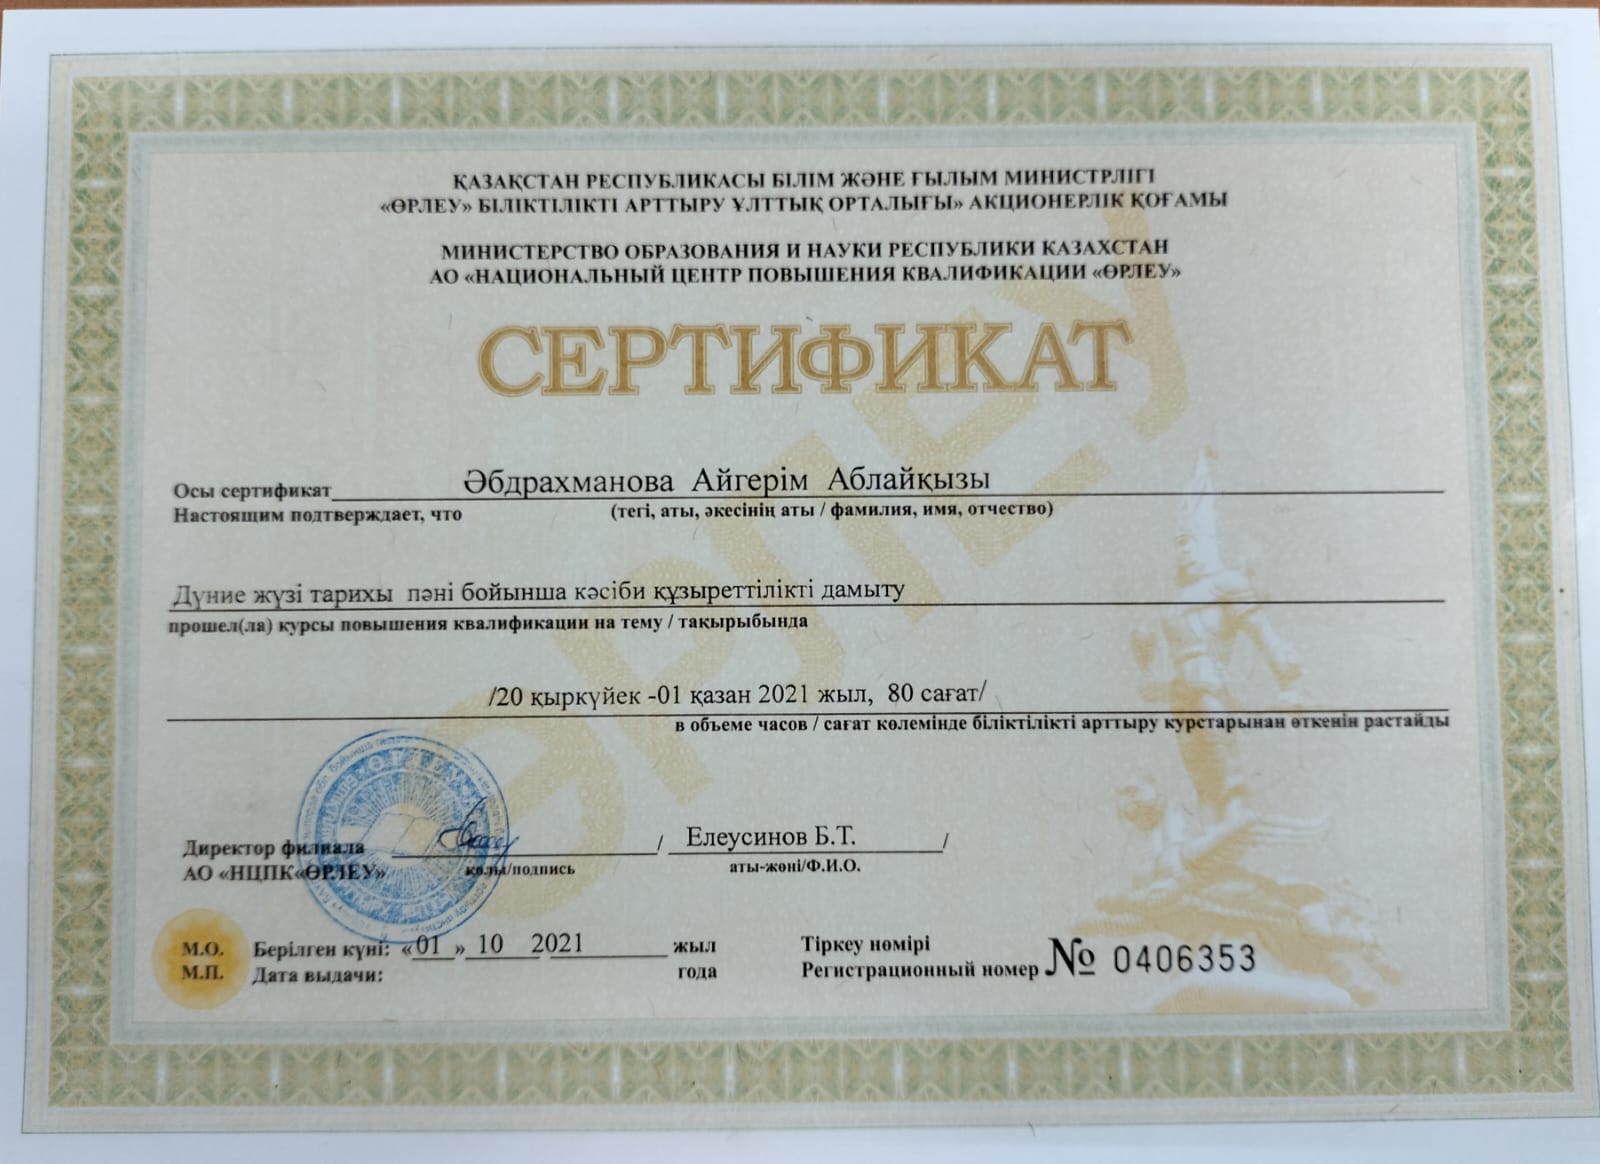 ҚАЗАҚСТАН РЕСПУБЛИКАСЫ БІЛІМ ЖӘНЕ ҒЫЛЫМ МИНИСТРЛІГІ
«ӨРЛЕУ» БІЛІКТІЛІКТІ АРТТЫРУ ҰЛТТЫҚ ОРТАЛЫҒЫ» АКЦИОНЕРЛІК ҚОҒАМЫ
МИНИСТЕРСТВО ОБРАЗОВАНИЯ И НАУКИ РЕСПУБЛИКИ КАЗАХСТАН
АО «НАЦИОНАЛЬНЫЙ ЦЕНТР ПОВЫШЕНИЯ КВАЛИФИКАЦИИ «ӨРЛЕУ»
СЕРТИФИКАТ
ӨРЛЕУ
Осы сертификат Әбдрахманова Айгерім Аблайқызы
Настоящим подтверждает, что (тегі, аты, әкесінің аты / фамилия, имя, отчество)
Дүние жүзі тарихы пәні бойынша кәсіби құзыреттілікті дамыту
прошел(ла) курсы повышения квалификации на тему / тақырыбында
/20 қыркүйек -01 қазан 2021 жыл, 80 сағат/
в объеме часов / сағат көлемінде біліктілікті арттыру курстарынан өткенін растайды
Директор филиала / Елеусинов Б.Т. /
АО «НЦПК«ӨРЛЕУ» қолы/подпись аты-жөні/Ф.И.О.
М.О. Берілген күні: «01 » 10 2021 жыл Тіркеу нөмірі
М.П. Дата выдачи: года Регистрационный номер № 0406353